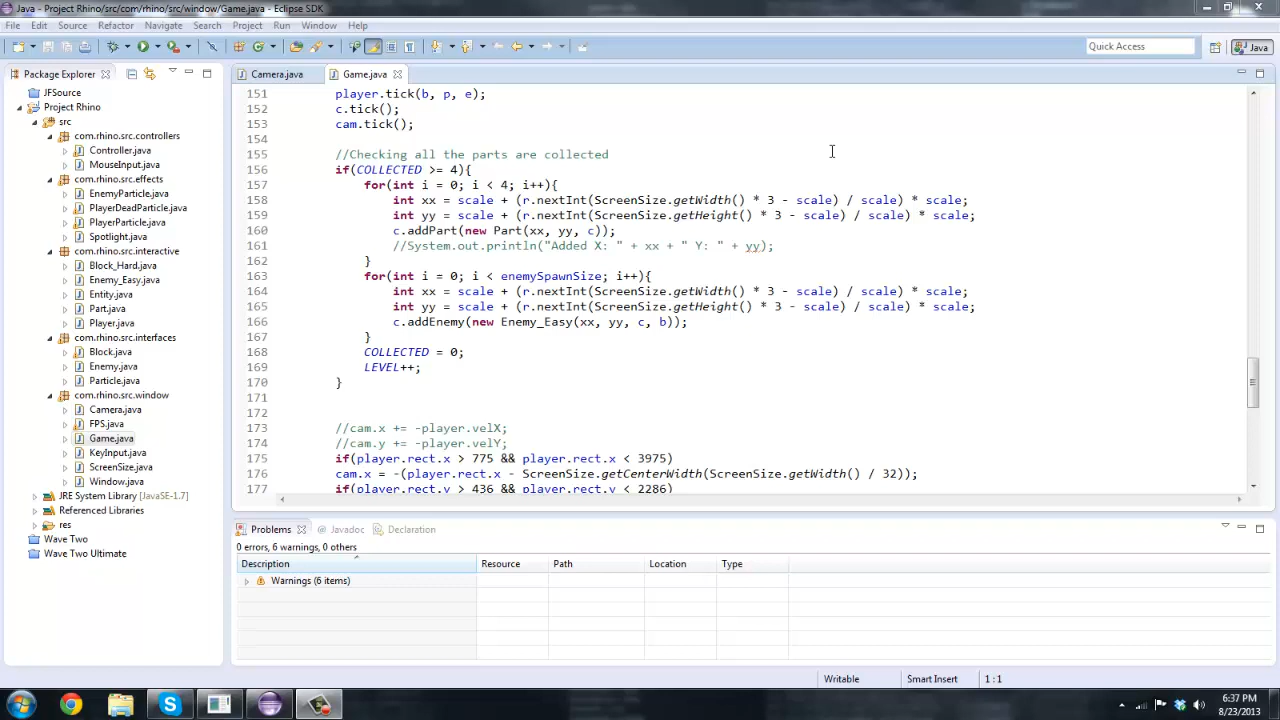 Java - Project Rhino/src/com/rhino/src/window/Game.java - Eclipse SDK
File Edit Source Refactor Navigate Search Project Run Window Help
Quick Access
Java
Package Explorer
JFSource
Project Rhino
src
com.rhino.src.controllers
Controller.java
MouseInput.java
com.rhino.src.effects
EnemyParticle.java
PlayerDeadParticle.java
PlayerParticle.java
Spotlight.java
com.rhino.src.interactive
Block_Hard.java
Enemy_Easy.java
Entity.java
Part.java
Player.java
com.rhino.src.interfaces
Block.java
Enemy.java
Particle.java
com.rhino.src.window
Camera.java
FPS.java
Game.java
KeyInput.java
ScreenSize.java
Window.java
JRE System Library [JavaSE-1.7]
Referenced Libraries
res
Wave Two
Wave Two Ultimate
Camera.java Game.java
151 player.tick(b, p, e);
152 c.tick();
153 cam.tick();
154
155 //Checking all the parts are collected
156 if(COLLECTED >= 4){
157 for(int i = 0; i < 4; i++){
158 int xx = scale + (r.nextInt(ScreenSize.getWidth() * 3 - scale) / scale) * scale;
159 int yy = scale + (r.nextInt(ScreenSize.getHeight() * 3 - scale) / scale) * scale;
160 c.addPart(new Part(xx, yy, c));
161 //System.out.println("Added X: " + xx + " Y: " + yy);
162 }
163 for(int i = 0; i < enemySpawnSize; i++){
164 int xx = scale + (r.nextInt(ScreenSize.getWidth() * 3 - scale) / scale) * scale;
165 int yy = scale + (r.nextInt(ScreenSize.getHeight() * 3 - scale) / scale) * scale;
166 c.addEnemy(new Enemy_Easy(xx, yy, c, b));
167 }
168 COLLECTED = 0;
169 LEVEL++;
170 }
171
172
173 //cam.x += -player.velX;
174 //cam.y += -player.velY;
175 if(player.rect.x > 775 && player.rect.x < 3975)
176 cam.x = -(player.rect.x - ScreenSize.getCenterWidth(ScreenSize.getWidth() / 32));
177 if(player.rect.y > 436 && player.rect.y < 2286)
Problems Javadoc Declaration
0 errors, 6 warnings, 0 others
Description Resource Path Location Type
Warnings (6 items)
Writable Smart Insert 1 : 1
6:37 PM
8/23/2013